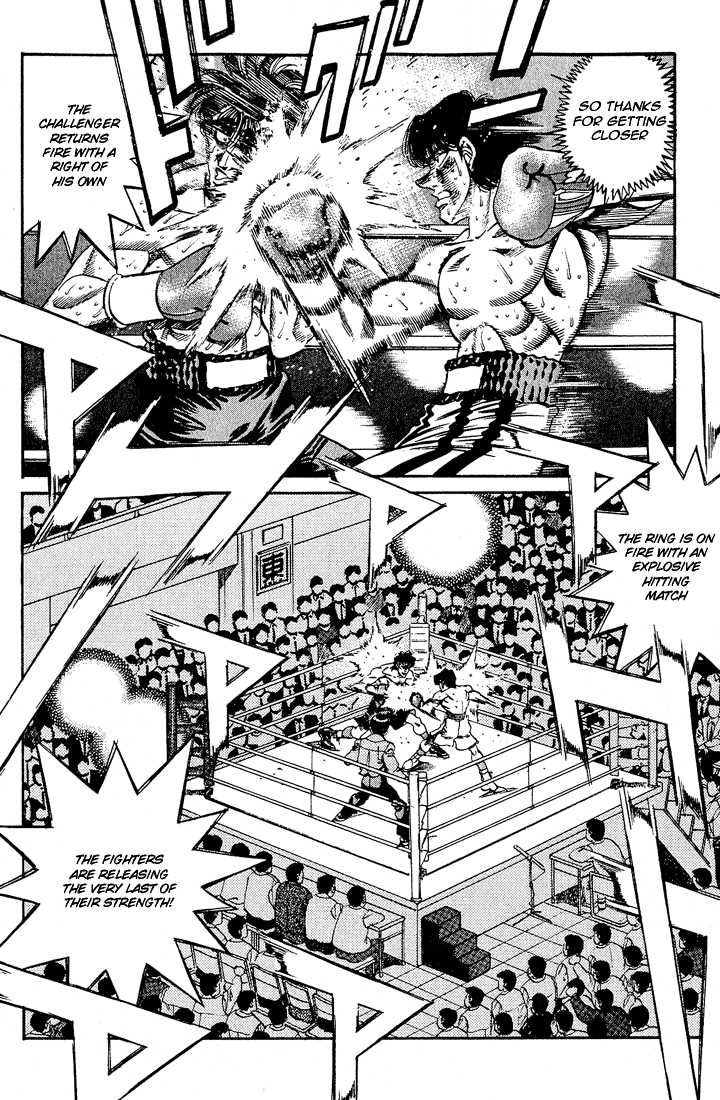 SO THANKS
FOR GETTING
CLOSER
THE
CHALLENGER
RETURNS
FIRE WITH A
RIGHT OF
HIS OWN
THE RING IS ON
FIRE WITH AN
EXPLOSIVE
HITTING
MATCH
東
THE FIGHTERS
ARE RELEASING
THE VERY LAST OF
THEIR STRENGTH!